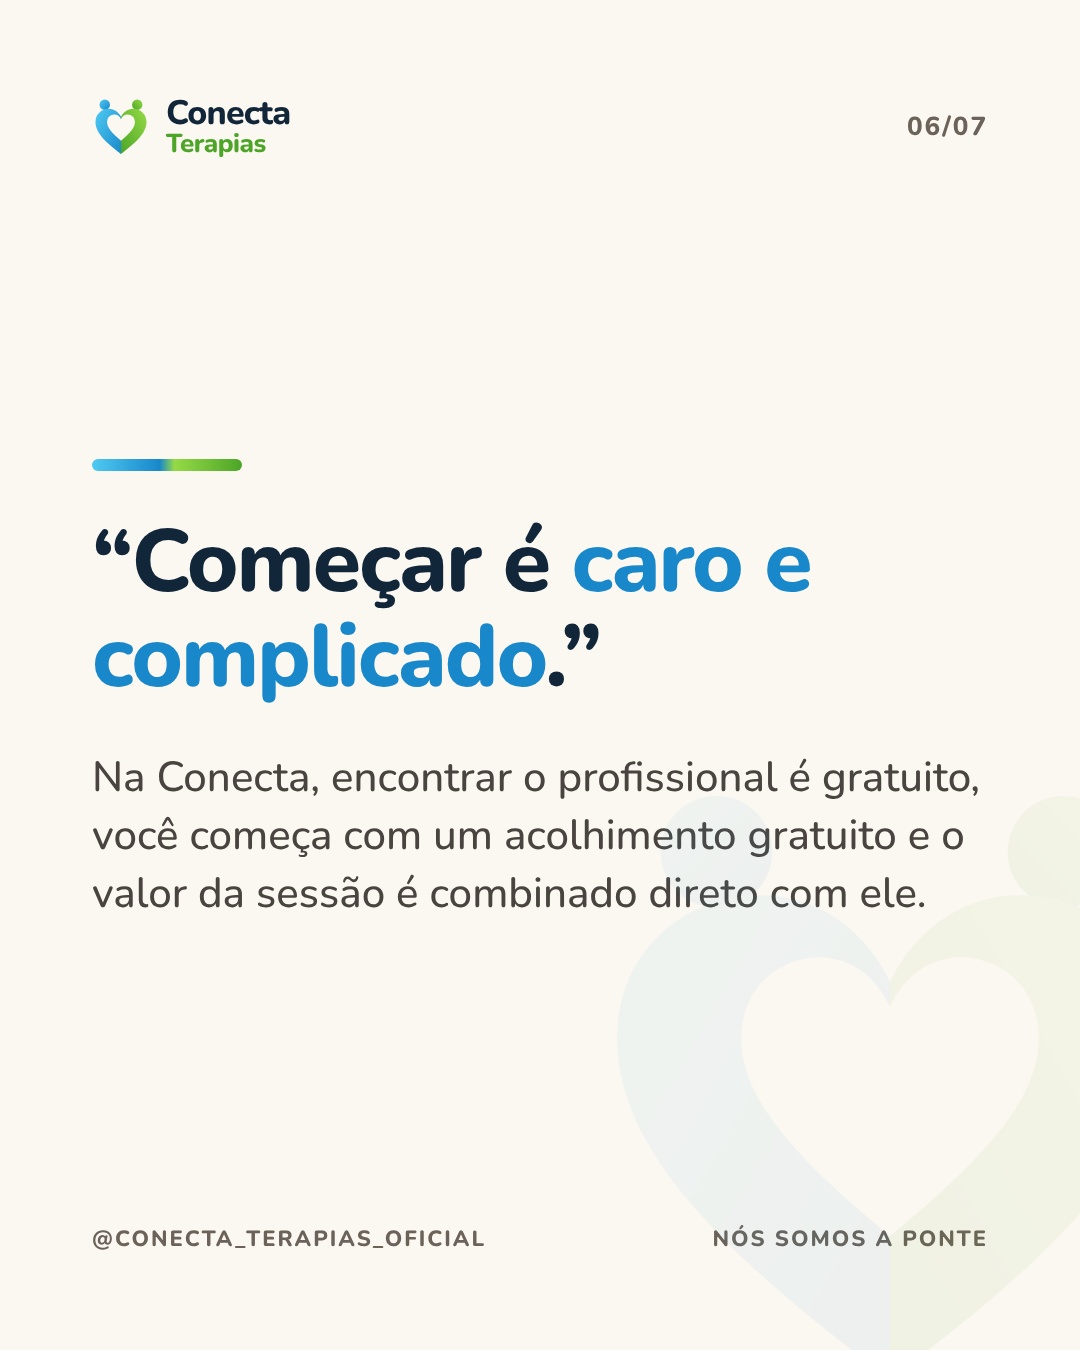 Conecta
Terapias
06/07
“Começar é caro e
complicado.”
Na Conecta, encontrar o profissional é gratuito,
você começa com um acolhimento gratuito e o
valor da sessão é combinado direto com ele.
@CONECTA_TERAPIAS_OFICIAL
NÓS SOMOS A PONTE